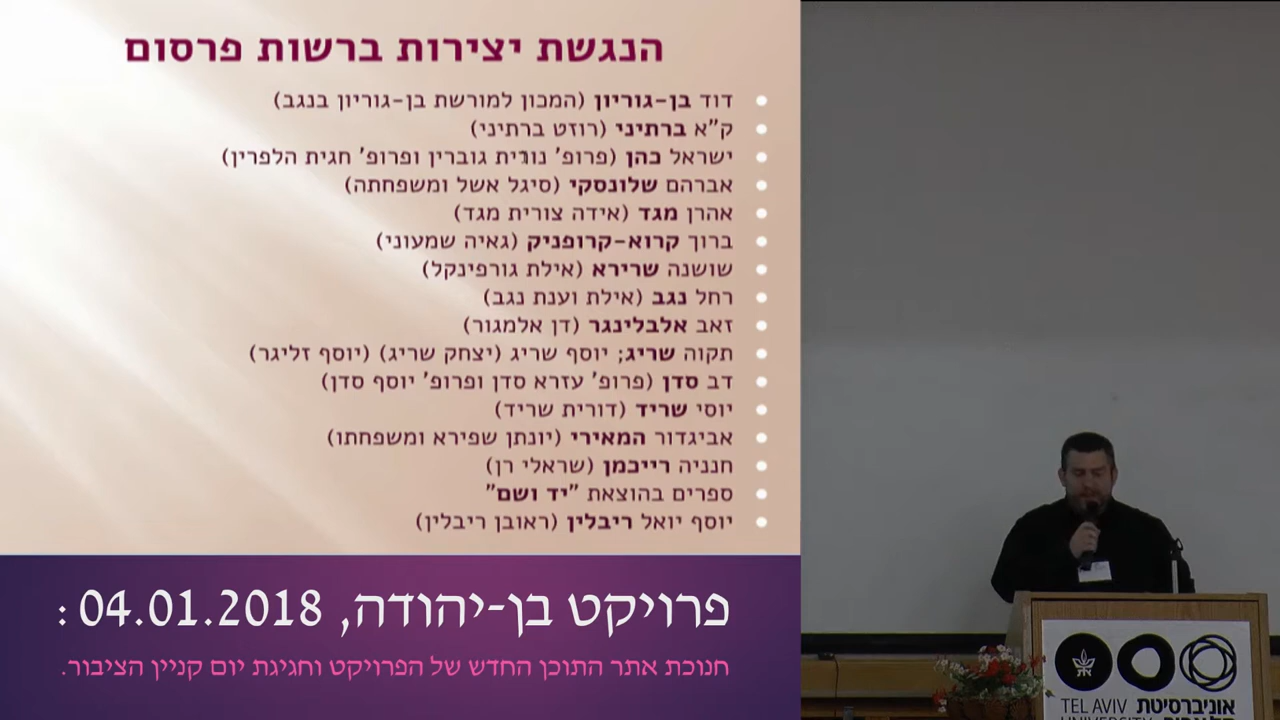 הנגשת יצירות ברשות פרסום
דוד בן-גוריון (המכון למורשת בן-גוריון בנגב)
ק"א ברתיני (רוזט ברתיני)
ישראל כהן (פרופ' נורית גוברין ופרופ' חגית הלפרין)
אברהם שלונסקי (סיגל אשל ומשפחתה)
אהרן מגד (אידה צורית מגד)
ברוך קרוא-קרופניק (גאיה שמעוני)
שושנה שרירא (אילת גורפינקל)
רחל נגב (אילת וענת נגב)
זאב אלבלינגר (דן אלמגור)
תקוה שריג; יוסף שריג (יצחק שריג) (יוסף זליגר)
דב סדן (פרופ' עזרא סדן ופרופ' יוסף סדן)
יוסי שריד (דורית שריד)
אביגדור המאירי (יונתן שפירא ומשפחתו)
חנניה רייכמן (שראלי רן)
ספרים בהוצאת "יד ושם"
יוסף יואל ריבלין (ראובן ריבלין)
פרויקט בן-יהודה, 04.01.2018 :
חנוכת אתר התוכן החדש של הפרויקט וחגיגת יום קניין הציבור.
TEL AVIV אוניברסיטת
UNIVERSITY